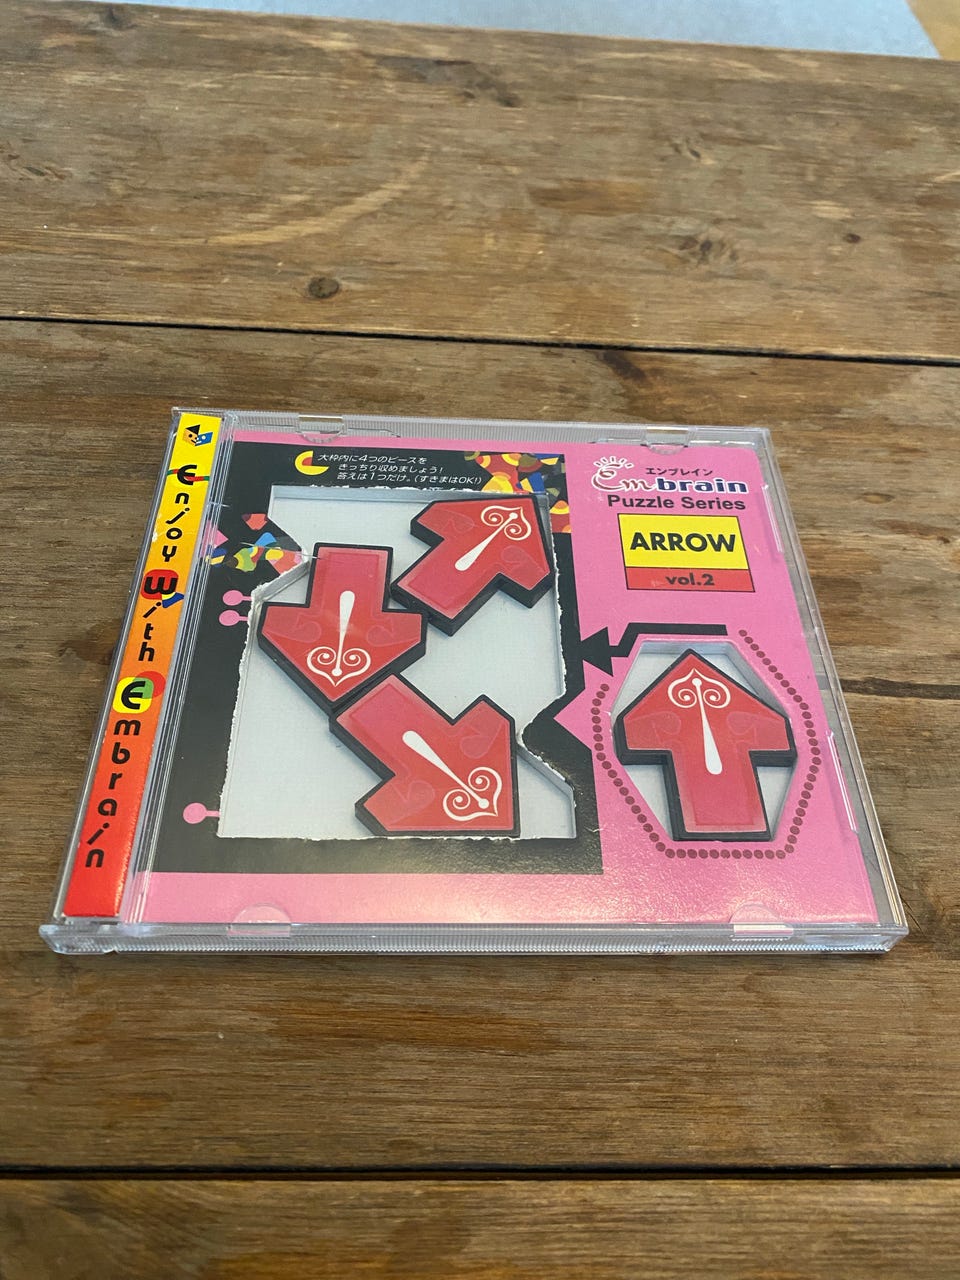 Enjoy With Embrain
大枠内に4つのピースを
きっちり収めましょう!
答えは1つだけ。(すきまはOK!)
エンブレイン
Embrain
Puzzle Series
ARROW
vol.2